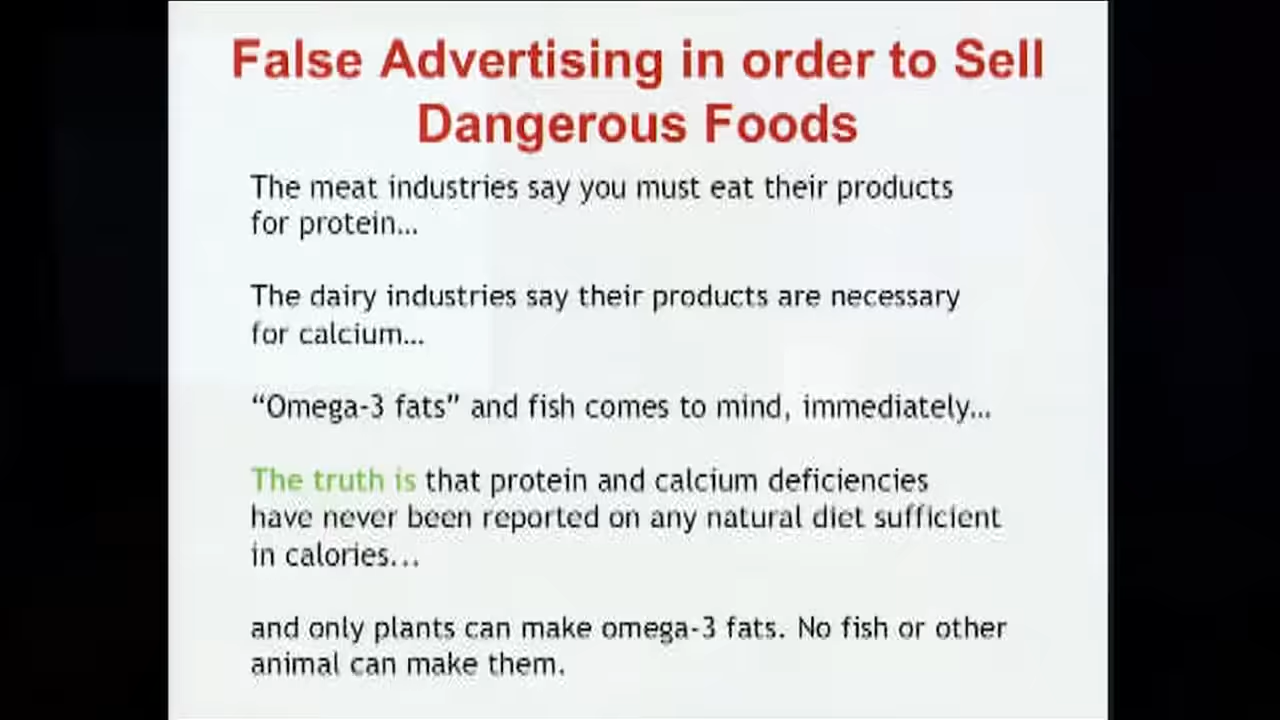 False Advertising in order to Sell
Dangerous Foods
The meat industries say you must eat their products
for protein...
The dairy industries say their products are necessary
for calcium...
“Omega-3 fats” and fish comes to mind, immediately...
The truth is that protein and calcium deficiencies
have never been reported on any natural diet sufficient
in calories...
and only plants can make omega-3 fats. No fish or other
animal can make them.